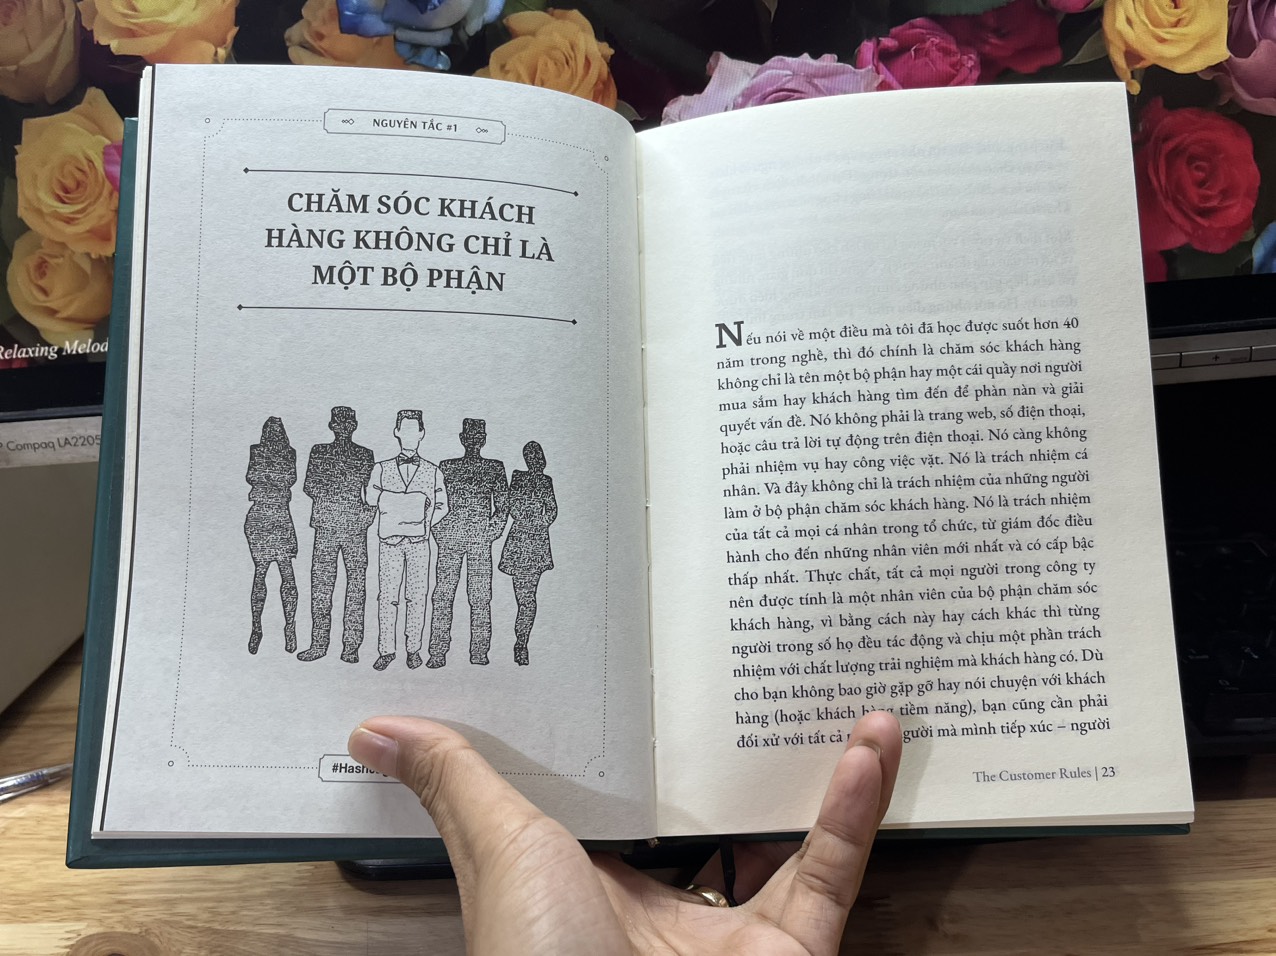 Relaxing Melod
P Compaq LA2205
NGUYÊN TẮC #1
CHĂM SÓC KHÁCH
HÀNG KHÔNG CHỈ LÀ
MỘT BỘ PHẬN
Nếu nói về một điều mà tôi đã học được suốt hơn 40
năm trong nghề, thì đó chính là chăm sóc khách hàng
không chỉ là tên một bộ phận hay một cái quầy nơi người
mua sắm hay khách hàng tìm đến để phàn nàn và giải
quyết vấn đề. Nó không phải là trang web, số điện thoại,
hoặc câu trả lời tự động trên điện thoại. Nó càng không
phải nhiệm vụ hay công việc vặt. Nó là trách nhiệm cá
nhân. Và đây không chỉ là trách nhiệm của những người
làm ở bộ phận chăm sóc khách hàng. Nó là trách nhiệm
của tất cả mọi cá nhân trong tổ chức, từ giám đốc điều
hành cho đến những nhân viên mới nhất và có cấp bậc
thấp nhất. Thực chất, tất cả mọi người trong công ty
nên được tính là một nhân viên của bộ phận chăm sóc
khách hàng, vì bằng cách này hay cách khác thì từng
người trong số họ đều tác động và chịu một phần trách
nhiệm với chất lượng trải nghiệm mà khách hàng có. Dù
cho bạn không bao giờ gặp gỡ hay nói chuyện với khách
hàng (hoặc khách hàng tiềm năng), bạn cũng cần phải
đối xử với tất cả người mà mình tiếp xúc – người
The Customer Rules | 23